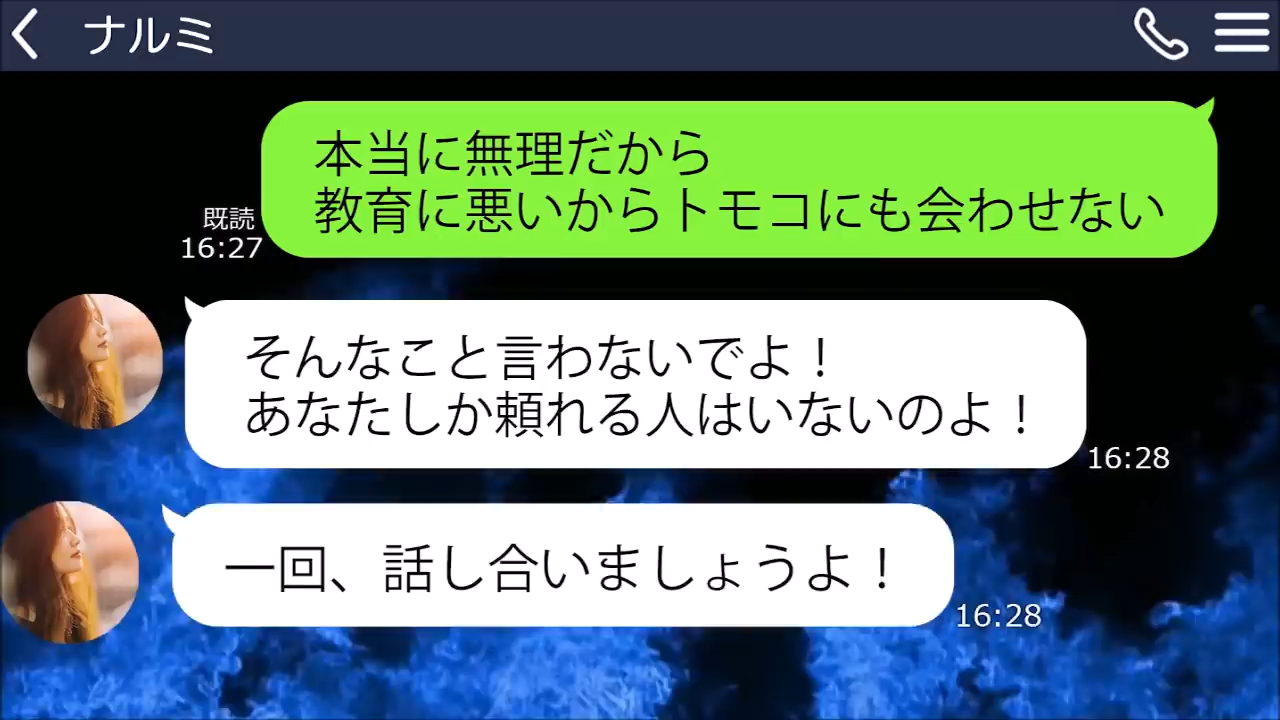 ナルミ
本当に無理だから
教育に悪いからトモコにも会わせない
既読
16:27
そんなこと言わないでよ！
あなたしか頼れる人はいないのよ！
16:28
一回、話し合いましょうよ！
16:28